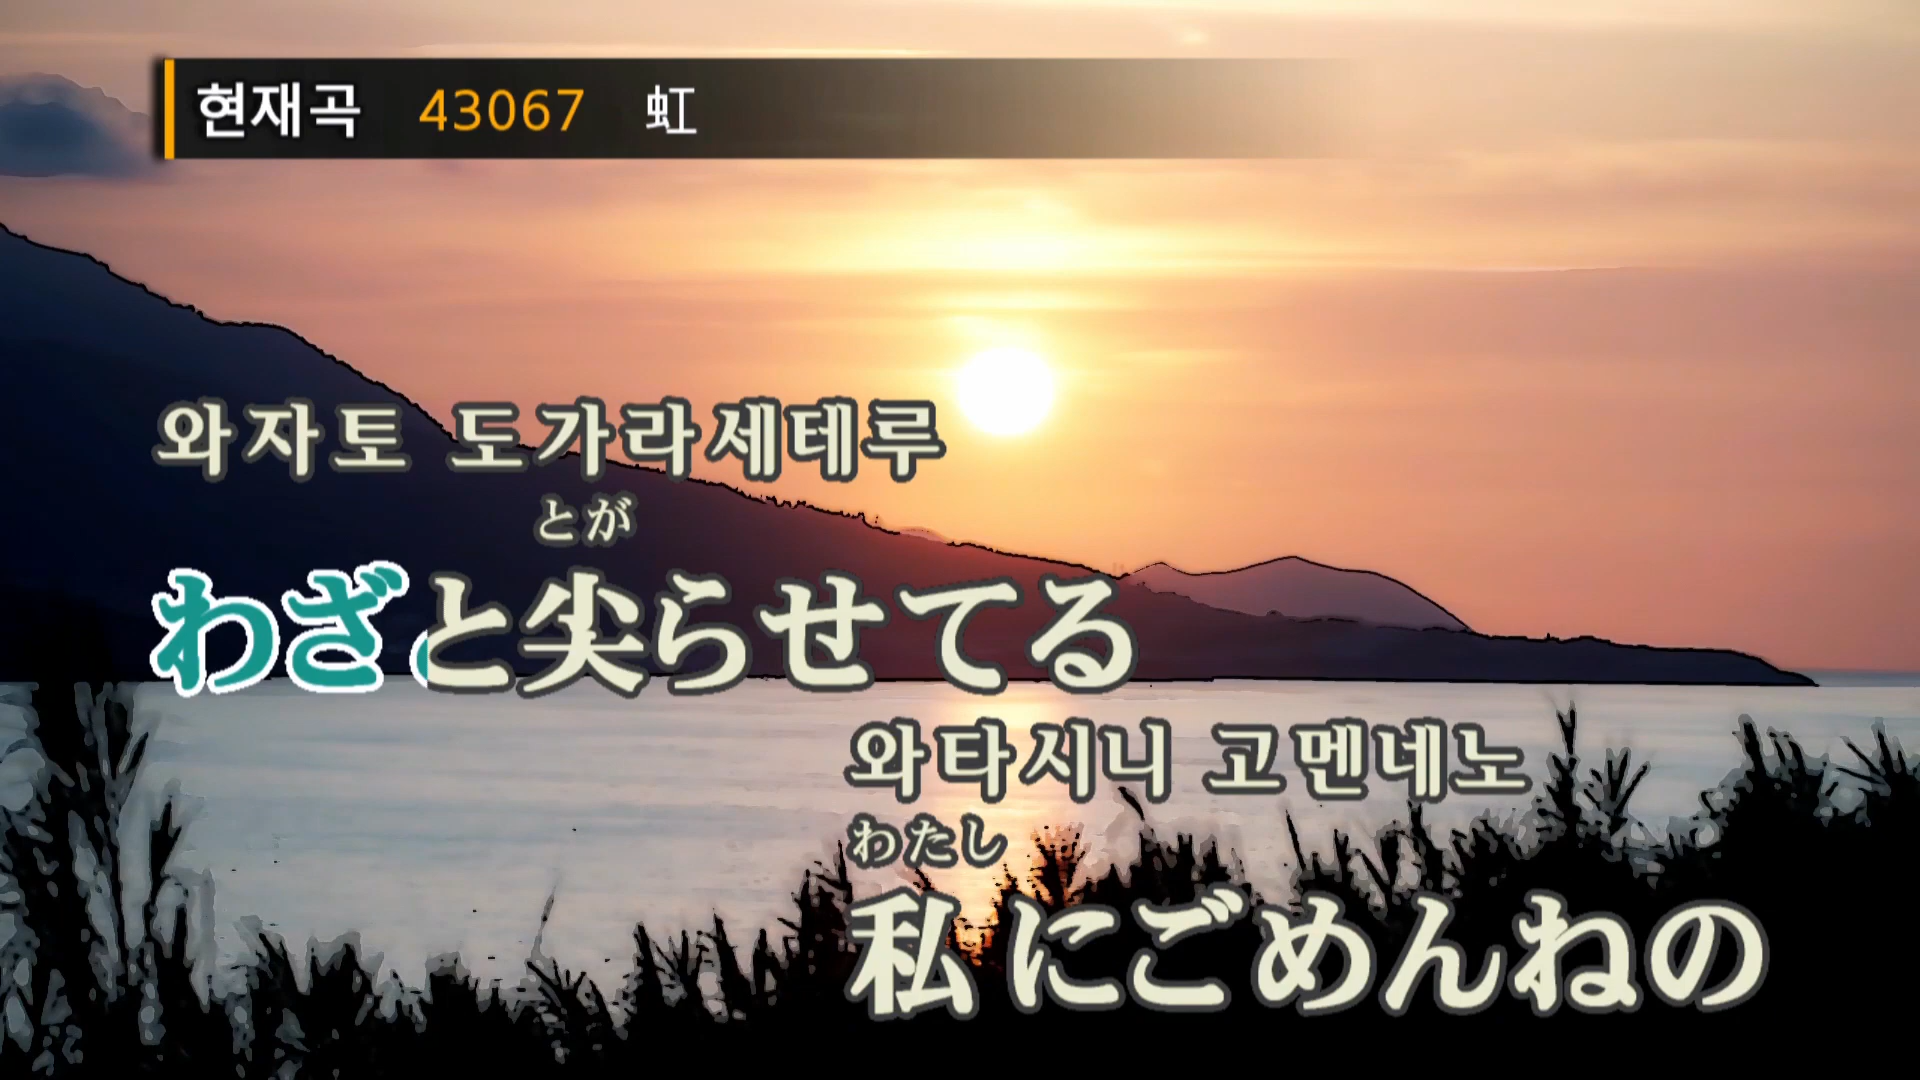 현재곡 43067 虹
와자토 도가라세테루
とが
わざと尖らせてる
와타시니 고멘네노
わたし
私にごめんねの